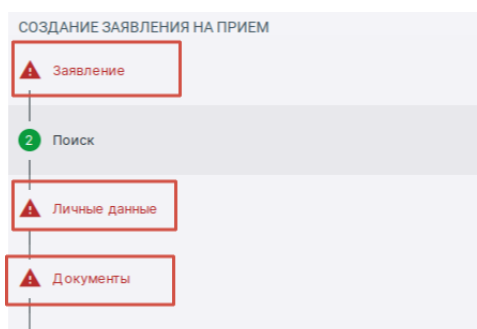 СОЗДАНИЕ ЗАЯВЛЕНИЯ НА ПРИЕМ
Заявление
2 Поиск
Личные данные
Документы